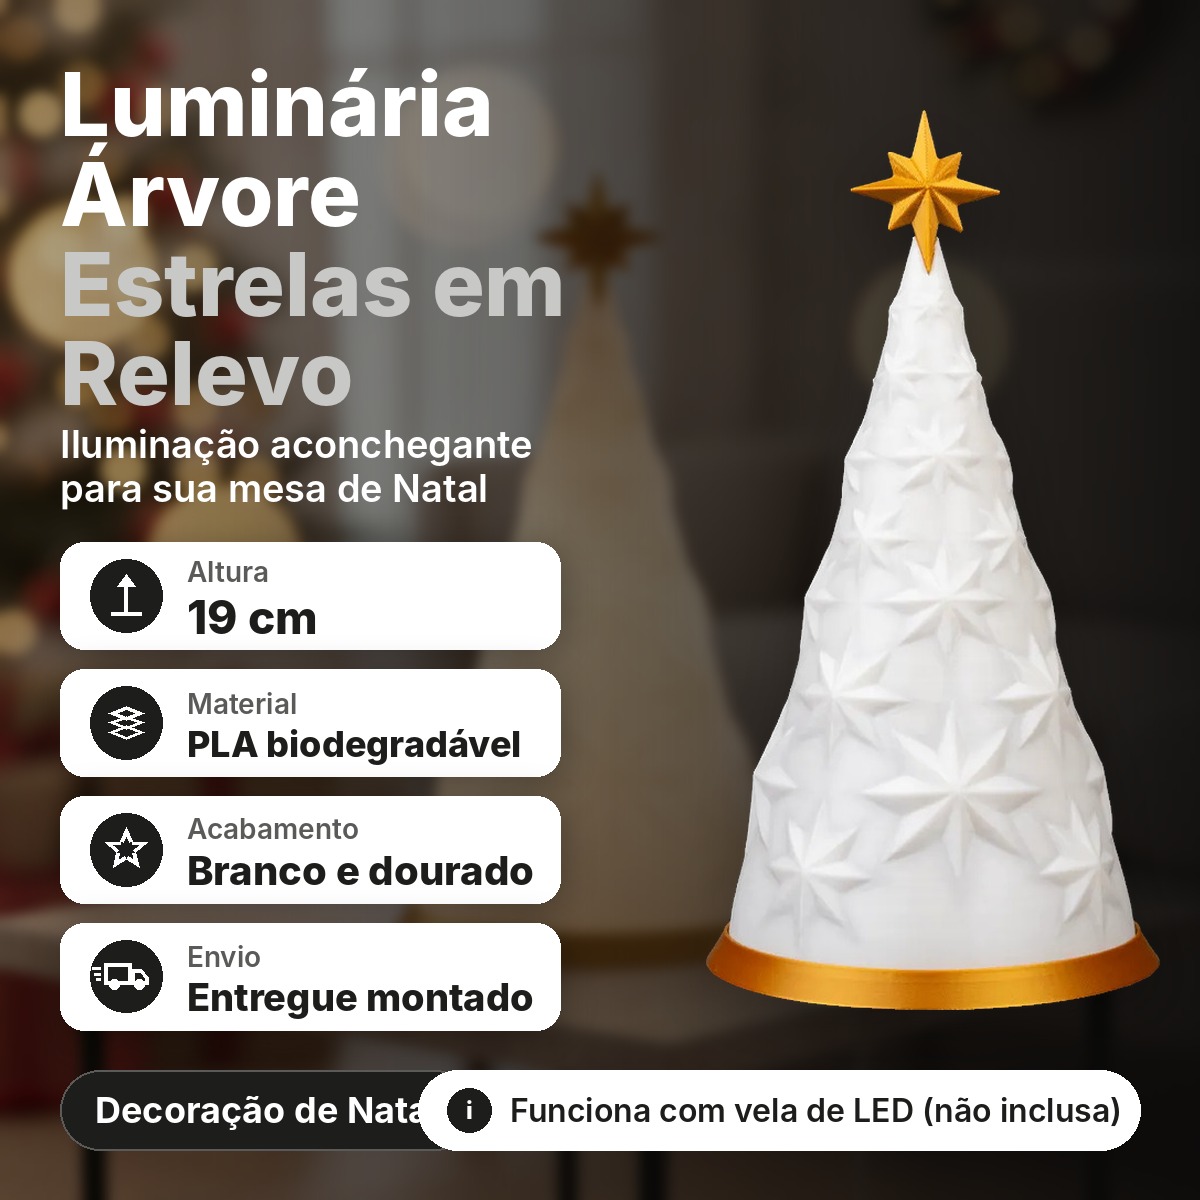 Luminária
Árvore
Estrelas em
Relevo
Iluminação aconchegante
para sua mesa de Natal
Altura
19 cm
Material
PLA biodegradável
Acabamento
Branco e dourado
Envio
Entregue montado
Decoração de Nata
i Funciona com vela de LED (não inclusa)